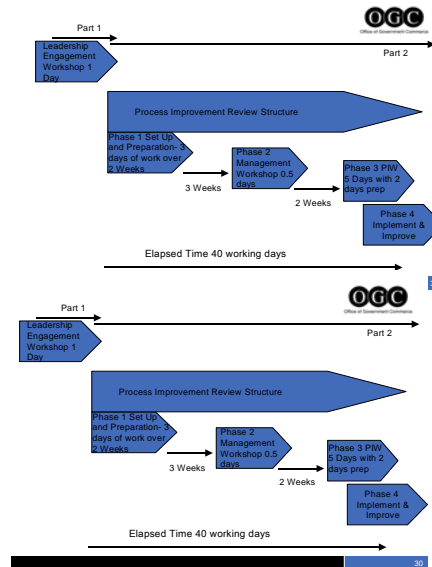 Part 1
OGC
Office of Government Commerce
Part 2
Leadership
Engagement
Workshop 1
Day
Process Improvement Review Structure
Phase 1 Set Up
and Preparation- 3
days of work over
2 Weeks
3 Weeks
Phase 2
Management
Workshop 0.5
days
2 Weeks
Phase 3 PIW
5 Days with 2
days prep
Phase 4
Implement &
Improve
Elapsed Time 40 working days
OGC
Office of Government Commerce
Part 1
Part 2
Leadership
Engagement
Workshop 1
Day
Process Improvement Review Structure
Phase 1 Set Up
and Preparation- 3
days of work over
2 Weeks
3 Weeks
Phase 2
Management
Workshop 0.5
days
2 Weeks
Phase 3 PIW
5 Days with 2
days prep
Phase 4
Implement &
Improve
Elapsed Time 40 working days
30